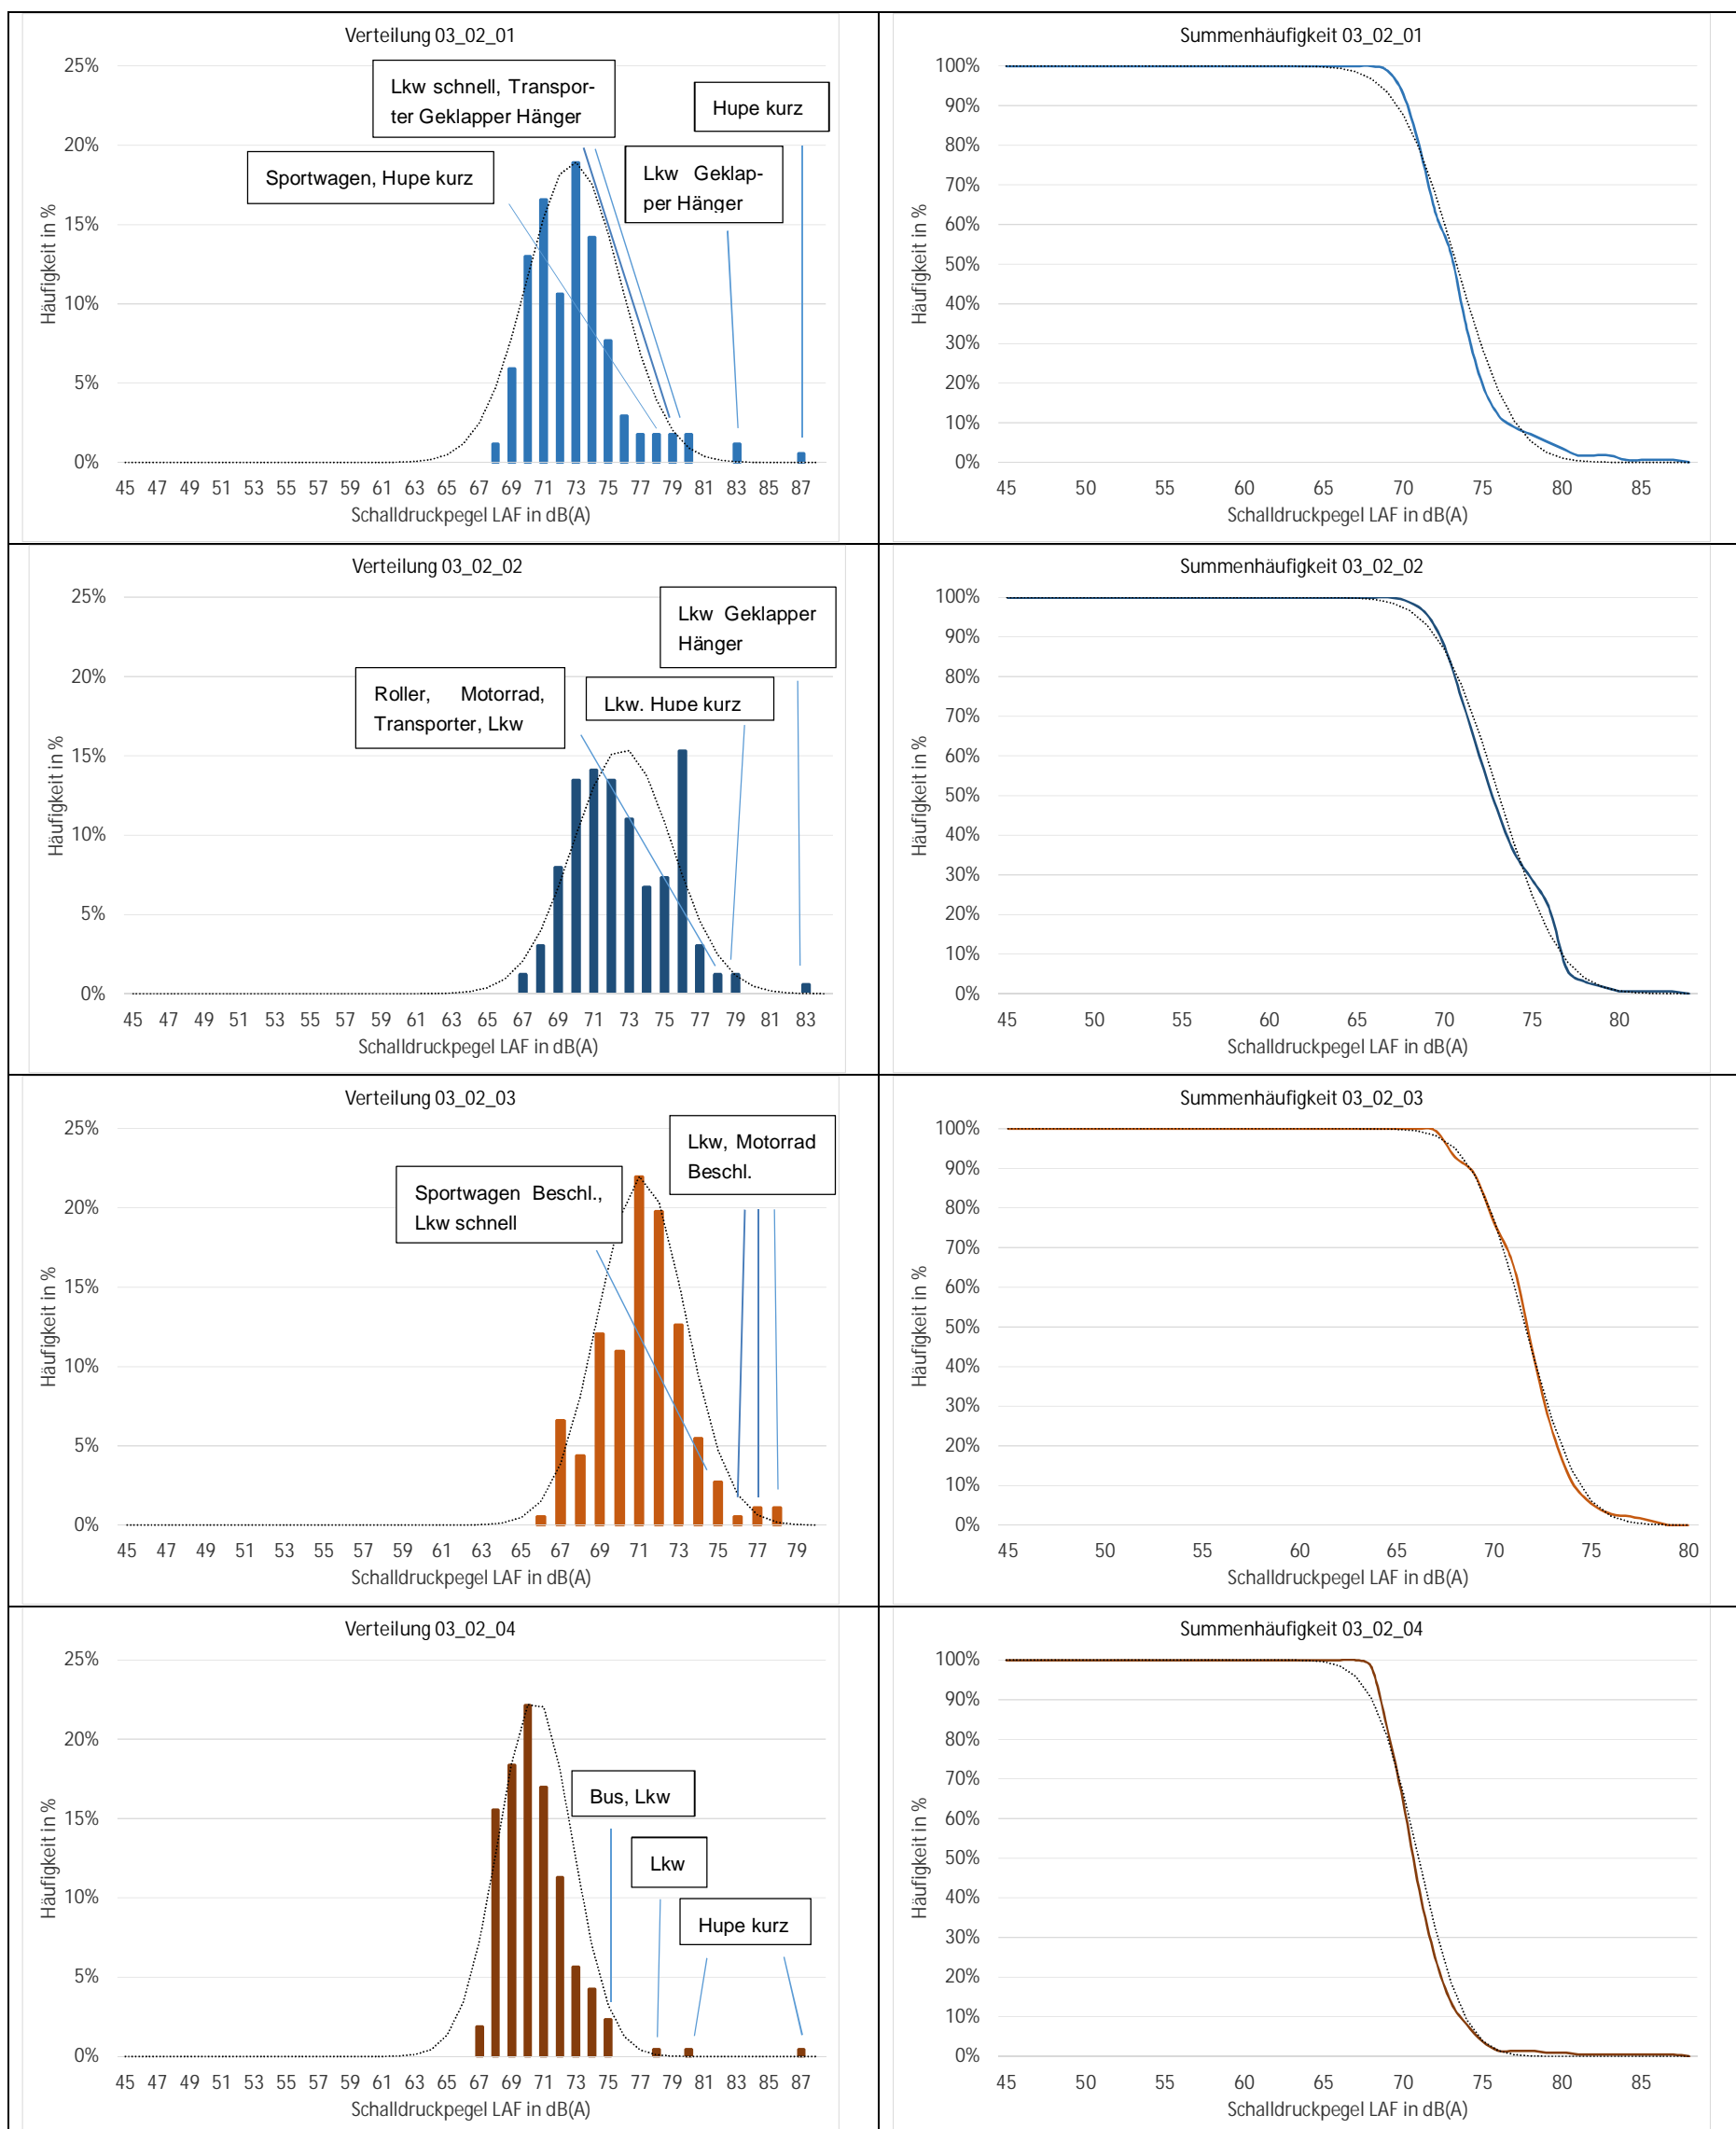 Verteilung 03_02_01
25%
20%
15%
10%
5%
0%
Häufigkeit in %
Lkw schnell, Transpor-
ter Geklapper Hänger
Hupe kurz
Sportwagen, Hupe kurz
Lkw Geklap-
per Hänger
45 47 49 51 53 55 57 59 61 63 65 67 69 71 73 75 77 79 81 83 85 87
Schalldruckpegel LAF in dB(A)
Summenhäufigkeit 03_02_01
100%
90%
80%
70%
60%
50%
40%
30%
20%
10%
0%
Häufigkeit in %
45 50 55 60 65 70 75 80 85
Schalldruckpegel LAF in dB(A)
Verteilung 03_02_02
25%
20%
15%
10%
5%
0%
Häufigkeit in %
Lkw Geklapper
Hänger
Roller, Motorrad,
Transporter, Lkw
Lkw, Hupe kurz
45 47 49 51 53 55 57 59 61 63 65 67 69 71 73 75 77 79 81 83
Schalldruckpegel LAF in dB(A)
Summenhäufigkeit 03_02_02
100%
90%
80%
70%
60%
50%
40%
30%
20%
10%
0%
Häufigkeit in %
45 50 55 60 65 70 75 80
Schalldruckpegel LAF in dB(A)
Verteilung 03_02_03
25%
20%
15%
10%
5%
0%
Häufigkeit in %
Lkw, Motorrad
Beschl.
Sportwagen Beschl.,
Lkw schnell
45 47 49 51 53 55 57 59 61 63 65 67 69 71 73 75 77 79
Schalldruckpegel LAF in dB(A)
Summenhäufigkeit 03_02_03
100%
90%
80%
70%
60%
50%
40%
30%
20%
10%
0%
Häufigkeit in %
45 50 55 60 65 70 75 80
Schalldruckpegel LAF in dB(A)
Verteilung 03_02_04
25%
20%
15%
10%
5%
0%
Häufigkeit in %
Bus, Lkw
Lkw
Hupe kurz
45 47 49 51 53 55 57 59 61 63 65 67 69 71 73 75 77 79 81 83 85 87
Schalldruckpegel LAF in dB(A)
Summenhäufigkeit 03_02_04
100%
90%
80%
70%
60%
50%
40%
30%
20%
10%
0%
Häufigkeit in %
45 50 55 60 65 70 75 80 85
Schalldruckpegel LAF in dB(A)